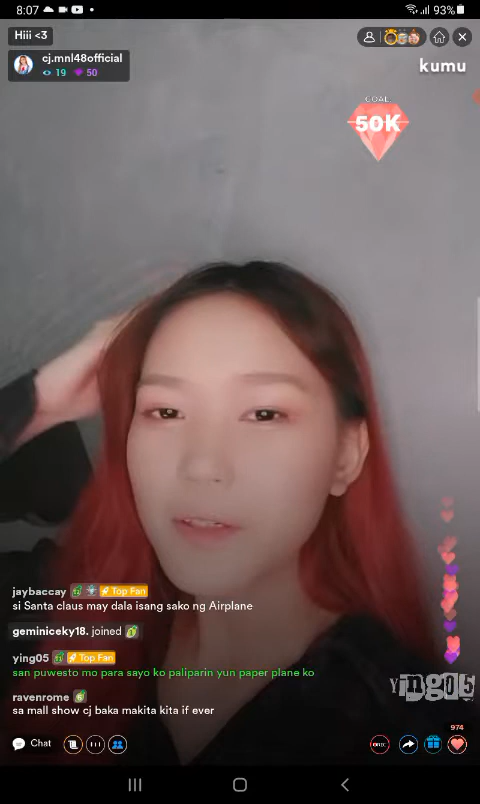 8:07
93%
Hiii <3
cj.mnl48official
19 50
kumu
GOAL
50K
jaybaccay Top Fan
si Santa claus may dala isang sako ng Airplane
geminiceky18. joined
ying05 Top Fan
san puwesto mo para sayo ko paliparin yun paper plane ko
Ying05
ravenrome
sa mall show cj baka makita kita if ever
974
Chat